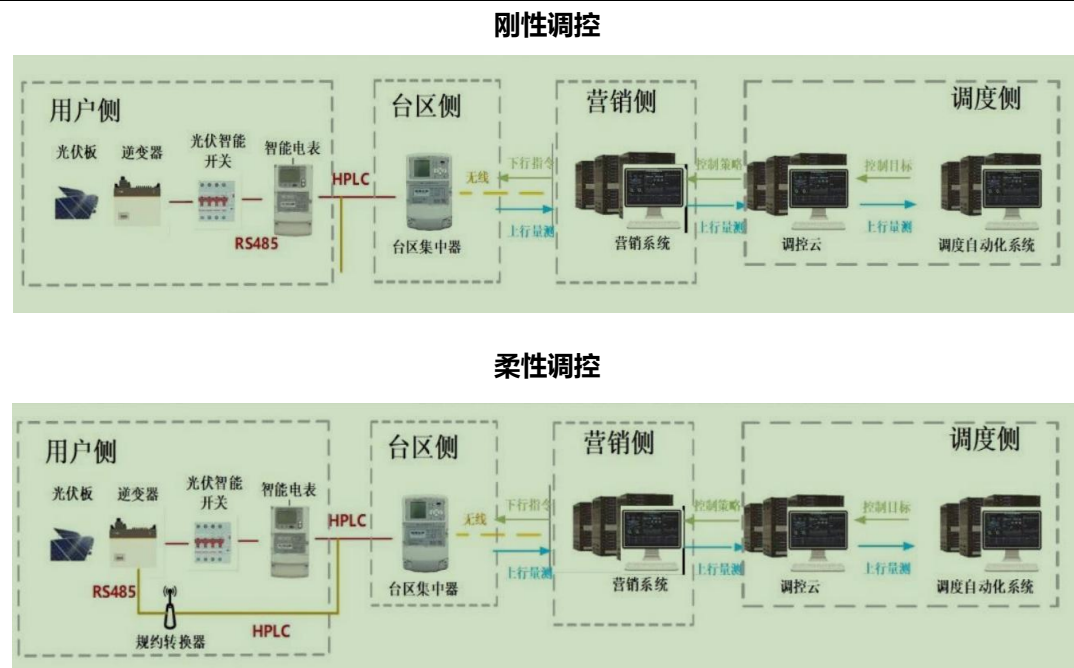 刚性调控
用户侧
台区侧
营销侧
调度侧
光伏板
逆变器
光伏智能
开关
智能电表
HPLC
RS485
无线
下行指令
上行量测
控制策略
上行量测
控制目标
上行量测
台区集中器
营销系统
调控云
调度自动化系统
柔性调控
用户侧
台区侧
营销侧
调度侧
光伏板
逆变器
光伏智能
开关
智能电表
HPLC
RS485
规约转换器
HPLC
无线
下行指令
上行量测
控制策略
上行量测
控制目标
上行量测
台区集中器
营销系统
调控云
调度自动化系统